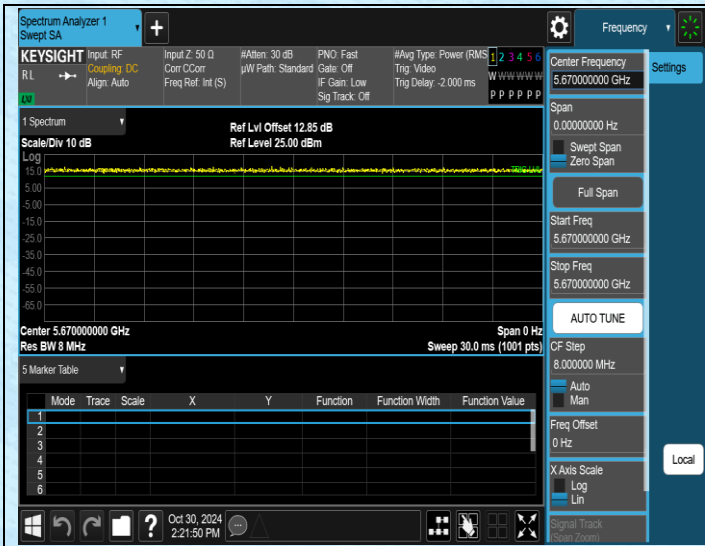 Spectrum Analyzer 1
Swept SA
Frequency
KEYSIGHT
RL
LXI
Input: RF
Coupling: DC
Align: Auto
Input Z: 50 Ω
Corr CCorr
Freq Ref: Int (S)
#Atten: 30 dB
µW Path: Standard
PNO: Fast
Gate: Off
IF Gain: Low
Sig Track: Off
#Avg Type: Power (RMS
Trig: Video
Trig Delay: -2.000 ms
1 2 3 4 5 6
W W W W W W
P P P P P P
Center Frequency
5.670000000 GHz
Settings
Span
0.00000000 Hz
Swept Span
Zero Span
Full Span
Start Freq
5.670000000 GHz
Stop Freq
5.670000000 GHz
AUTO TUNE
CF Step
8.000000 MHz
Auto
Man
Freq Offset
0 Hz
X Axis Scale
Log
Lin
Signal Track
(Span Zoom)
Local
1 Spectrum
Scale/Div 10 dB
Ref Lvl Offset 12.85 dB
Ref Level 25.00 dBm
Log
15.0
5.00
-5.00
-15.0
-25.0
-35.0
-45.0
-55.0
-65.0
TRIG LVL
Center 5.670000000 GHz
Span 0 Hz
Res BW 8 MHz
Sweep 30.0 ms (1001 pts)
5 Marker Table
Mode Trace Scale X Y Function Function Width Function Value
1
2
3
4
5
6
?
Oct 30, 2024
2:21:50 PM